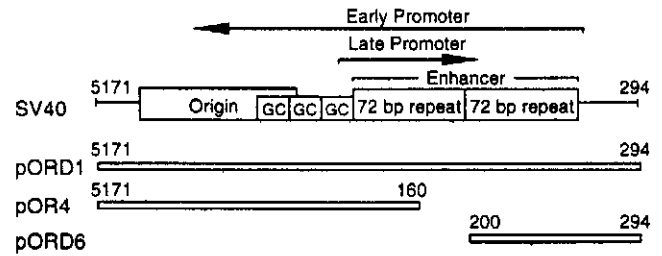 Early Promoter
Late Promoter
5171 Enhancer 294
SV40 Origin GC GC GC 72 bp repeat 72 bp repeat
5171 294
pORD1
5171 160
pOR4
200 294
pORD6